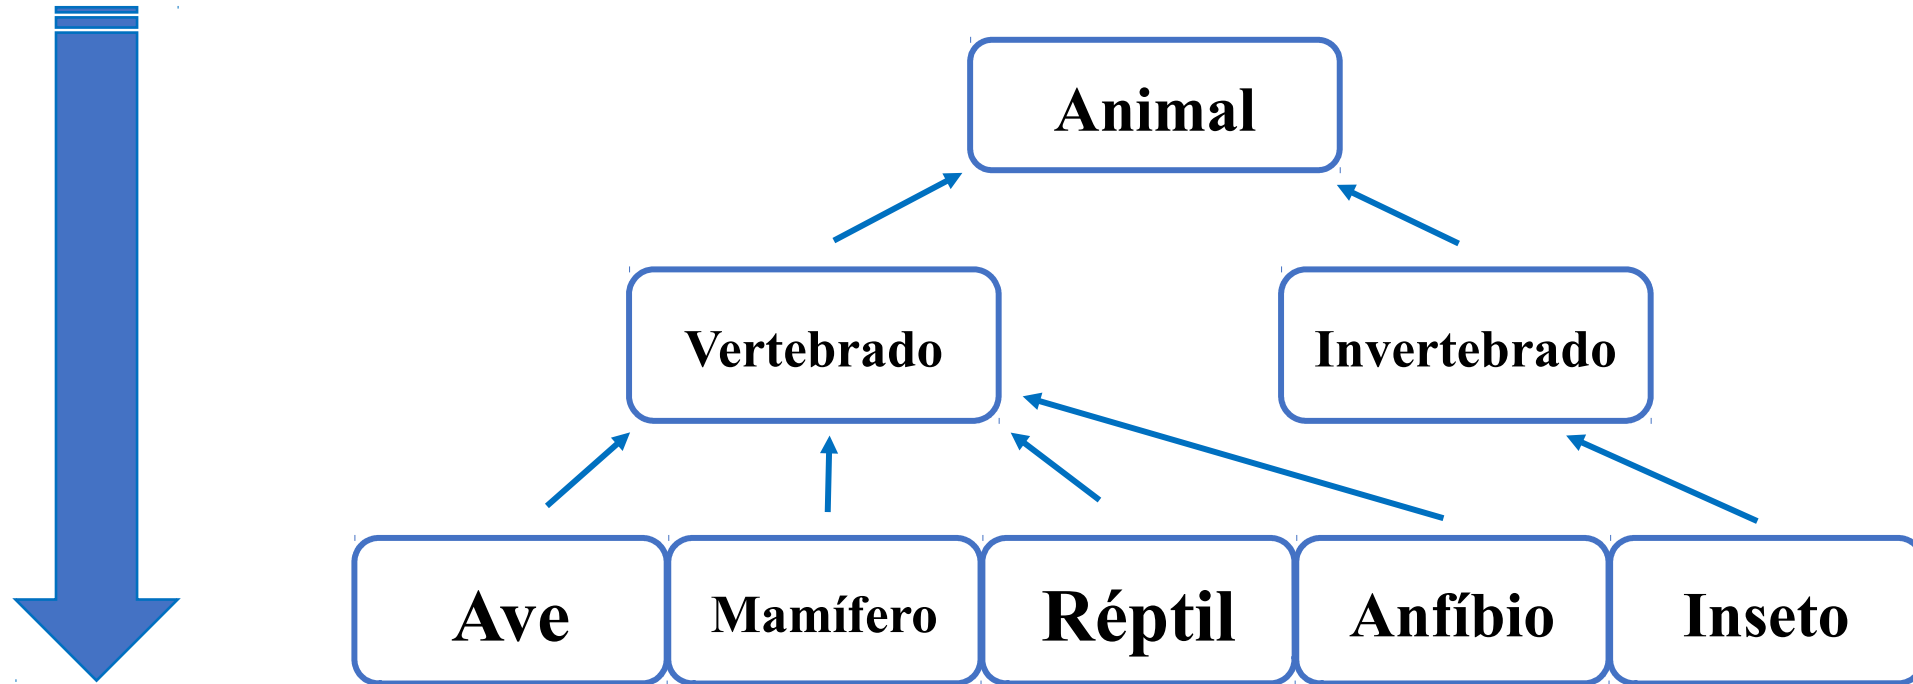 Animal
Vertebrado
Invertebrado
Ave
Mamífero
Réptil
Anfíbio
Inseto